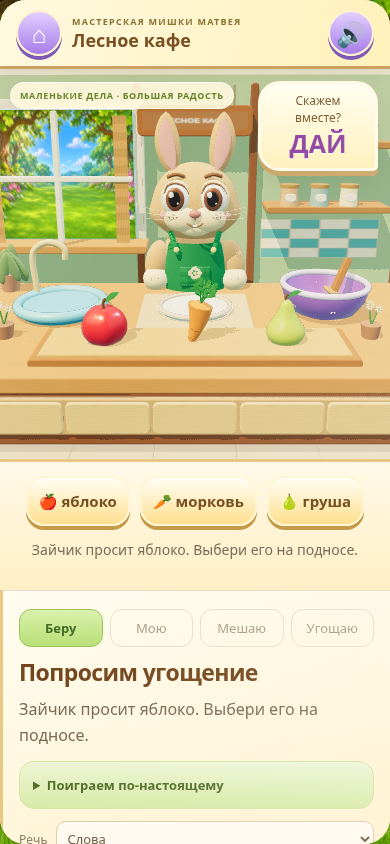 МАСТЕРСКАЯ МИШКИ МАТВЕЯ
Лесное кафе
МАЛЕНЬКИЕ ДЕЛА · БОЛЬШАЯ РАДОСТЬ
Скажем
вместе?
ДАЙ
яблоко
морковь
груша
Зайчик просит яблоко. Выбери его на подносе.
Беру
Мою
Мешаю
Угощаю
Попросим угощение
Зайчик просит яблоко. Выбери его на
подносе.
Поиграем по-настоящему
Речь
Слова